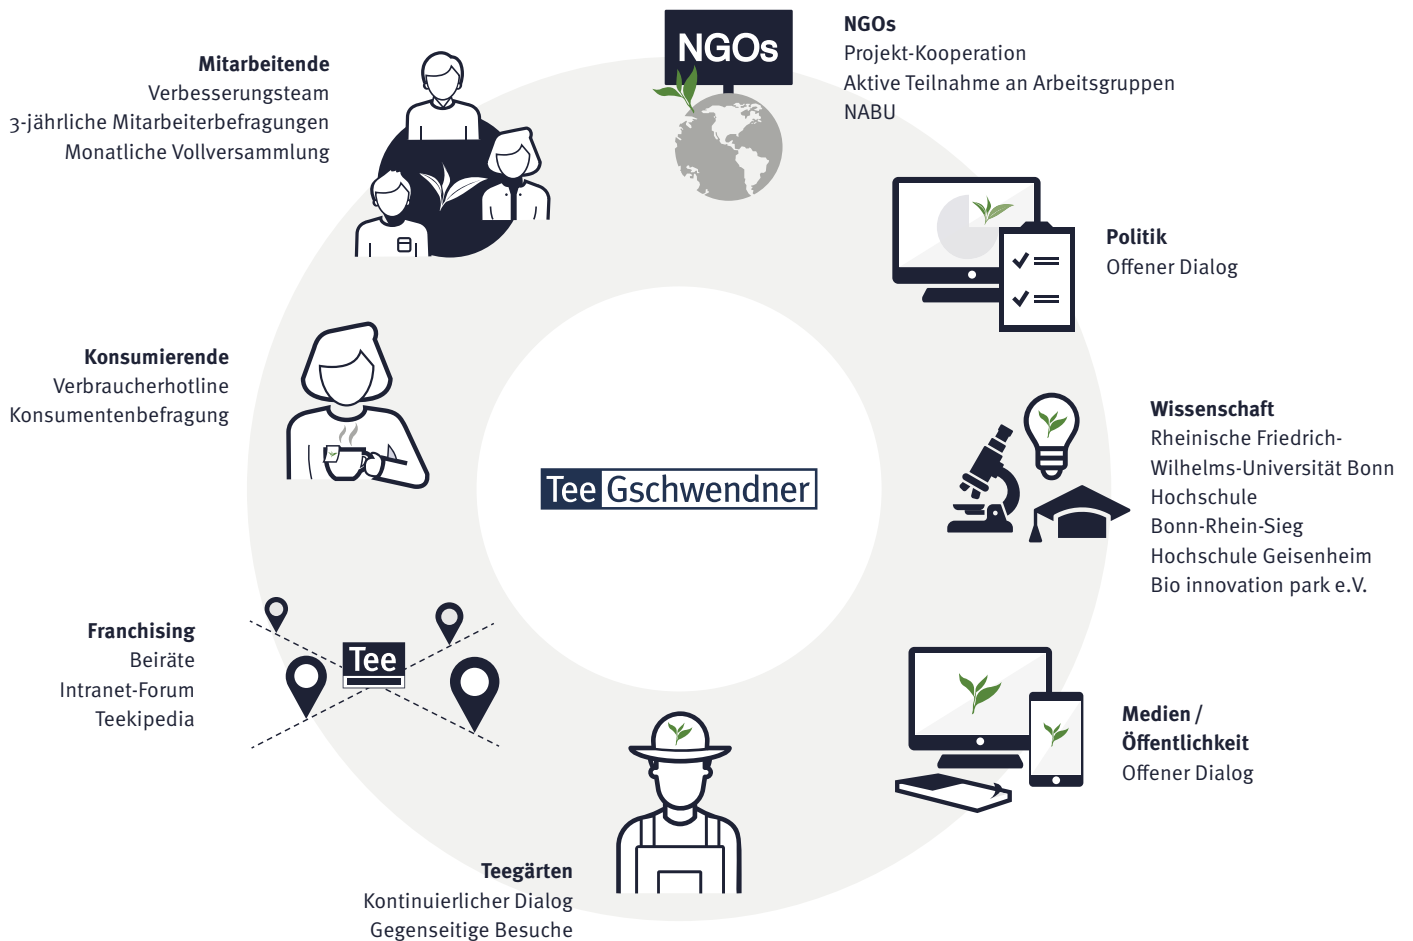 NGOs
NGOs
Projekt-Kooperation
Aktive Teilnahme an Arbeitsgruppen
NABU
Mitarbeitende
Verbesserungsteam
3-jährliche Mitarbeiterbefragungen
Monatliche Vollversammlung
Politik
Offener Dialog
Konsumierende
Verbraucherhotline
Konsumentenbefragung
Wissenschaft
Rheinische Friedrich-
Wilhelms-Universität Bonn
Hochschule
Bonn-Rhein-Sieg
Hochschule Geisenheim
Bio innovation park e.V.
Tee Gschwendner
Franchising
Beiräte
Intranet-Forum
Teekipedia
Tee
Medien /
Öffentlichkeit
Offener Dialog
Teegärten
Kontinuierlicher Dialog
Gegenseitige Besuche